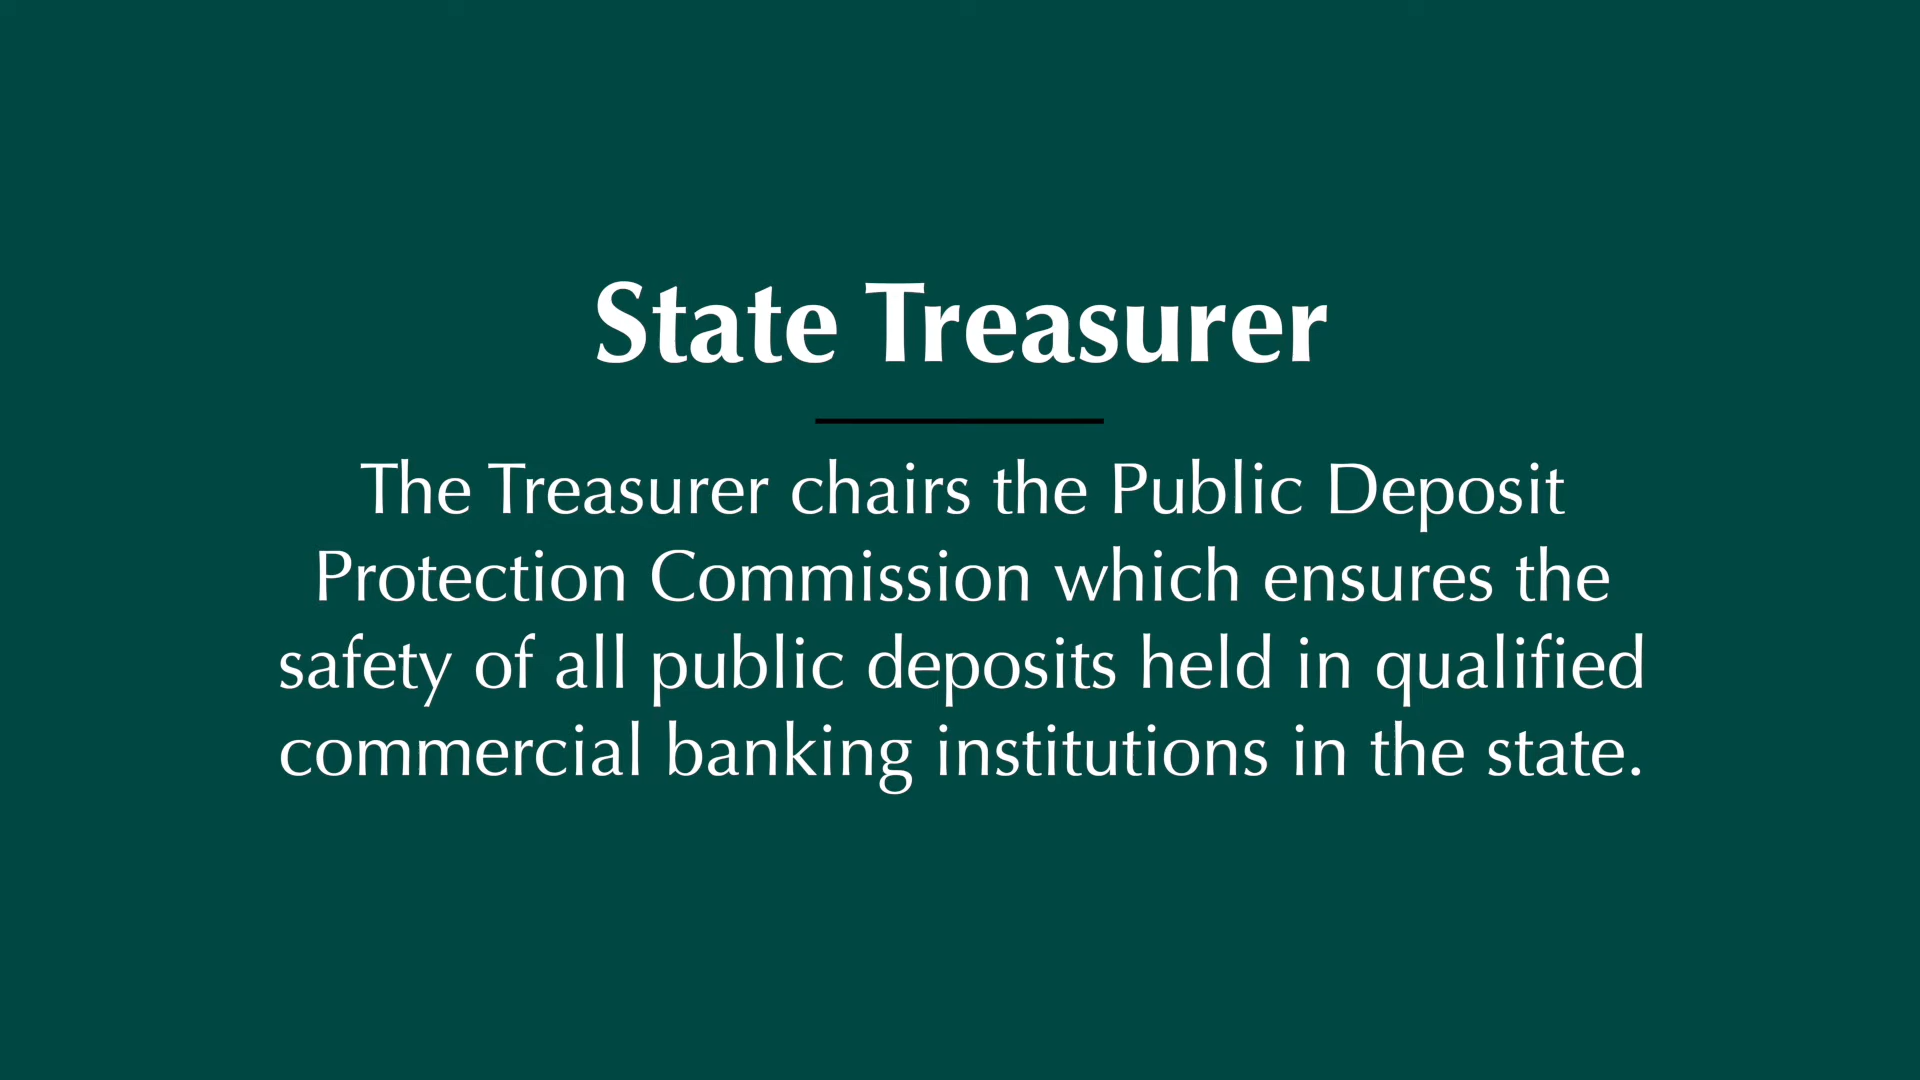 State Treasurer
The Treasurer chairs the Public Deposit
Protection Commission which ensures the
safety of all public deposits held in qualified
commercial banking institutions in the state.